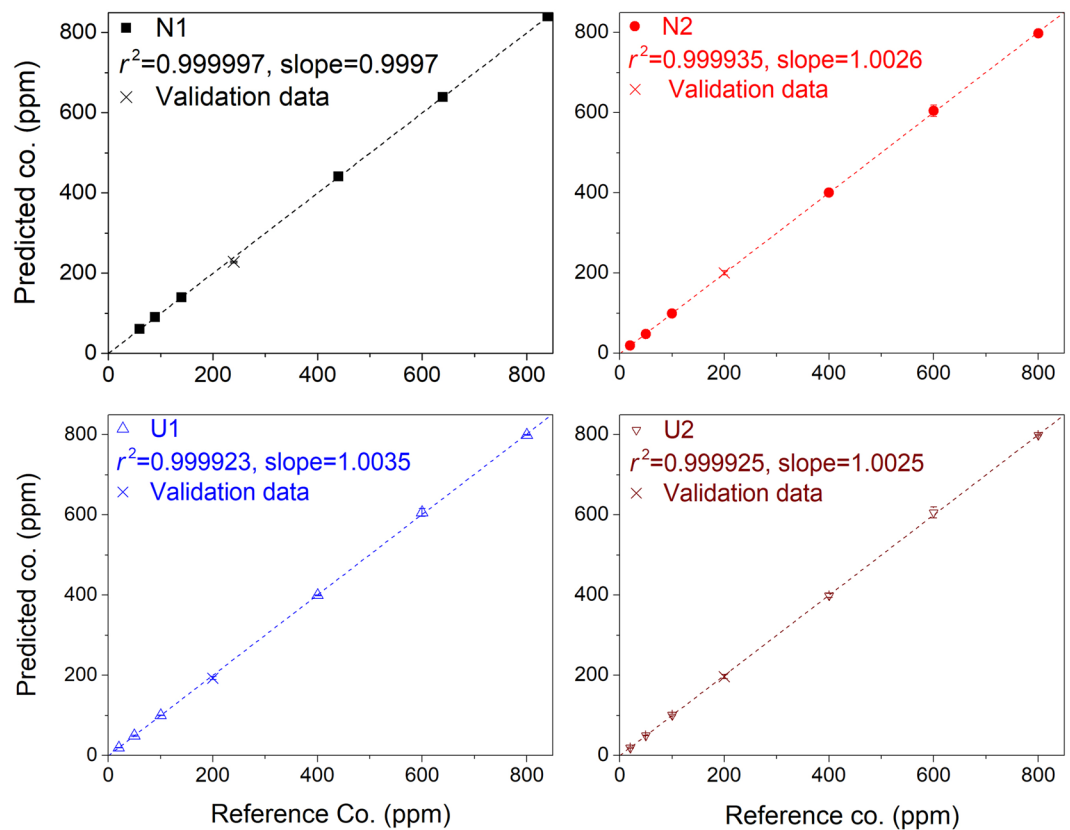 N1
r²=0.999997, slope=0.9997
Validation data
Predicted co. (ppm)
800
600
400
200
0
0 200 400 600 800
N2
r²=0.999935, slope=1.0026
Validation data
800
600
400
200
0
0 200 400 600 800
U1
r²=0.999923, slope=1.0035
Validation data
Predicted co. (ppm)
800
600
400
200
0
0 200 400 600 800
Reference Co. (ppm)
U2
r²=0.999925, slope=1.0025
Validation data
800
600
400
200
0
0 200 400 600 800
Reference co. (ppm)